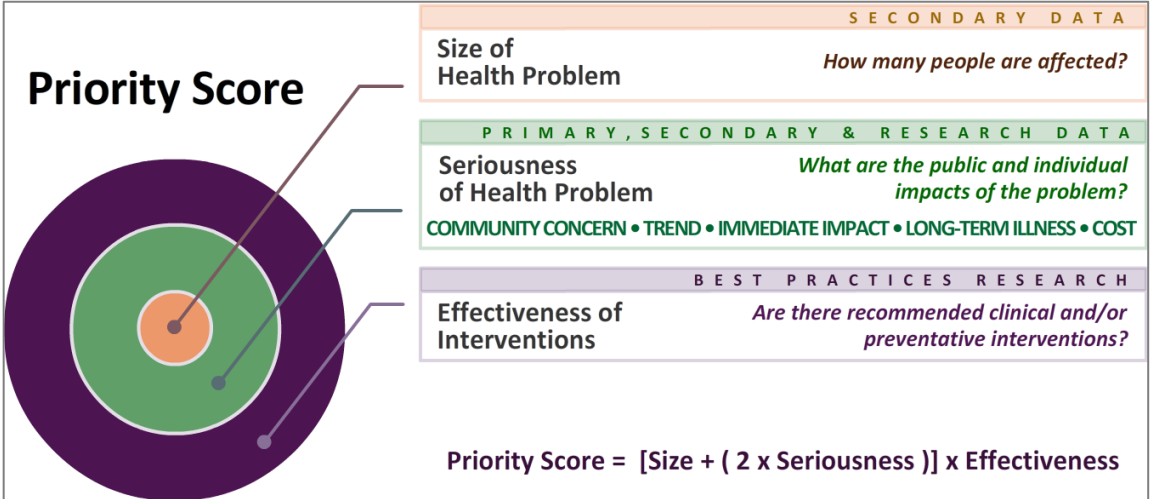 Priority Score
SECONDARY DATA
Size of
Health Problem
How many people are affected?
PRIMARY, SECONDARY & RESEARCH DATA
Seriousness
of Health Problem
What are the public and individual
impacts of the problem?
COMMUNITY CONCERN • TREND • IMMEDIATE IMPACT • LONG-TERM ILLNESS • COST
BEST PRACTICES RESEARCH
Effectiveness of
Interventions
Are there recommended clinical and/or
preventative interventions?
Priority Score = [Size + ( 2 x Seriousness )] x Effectiveness